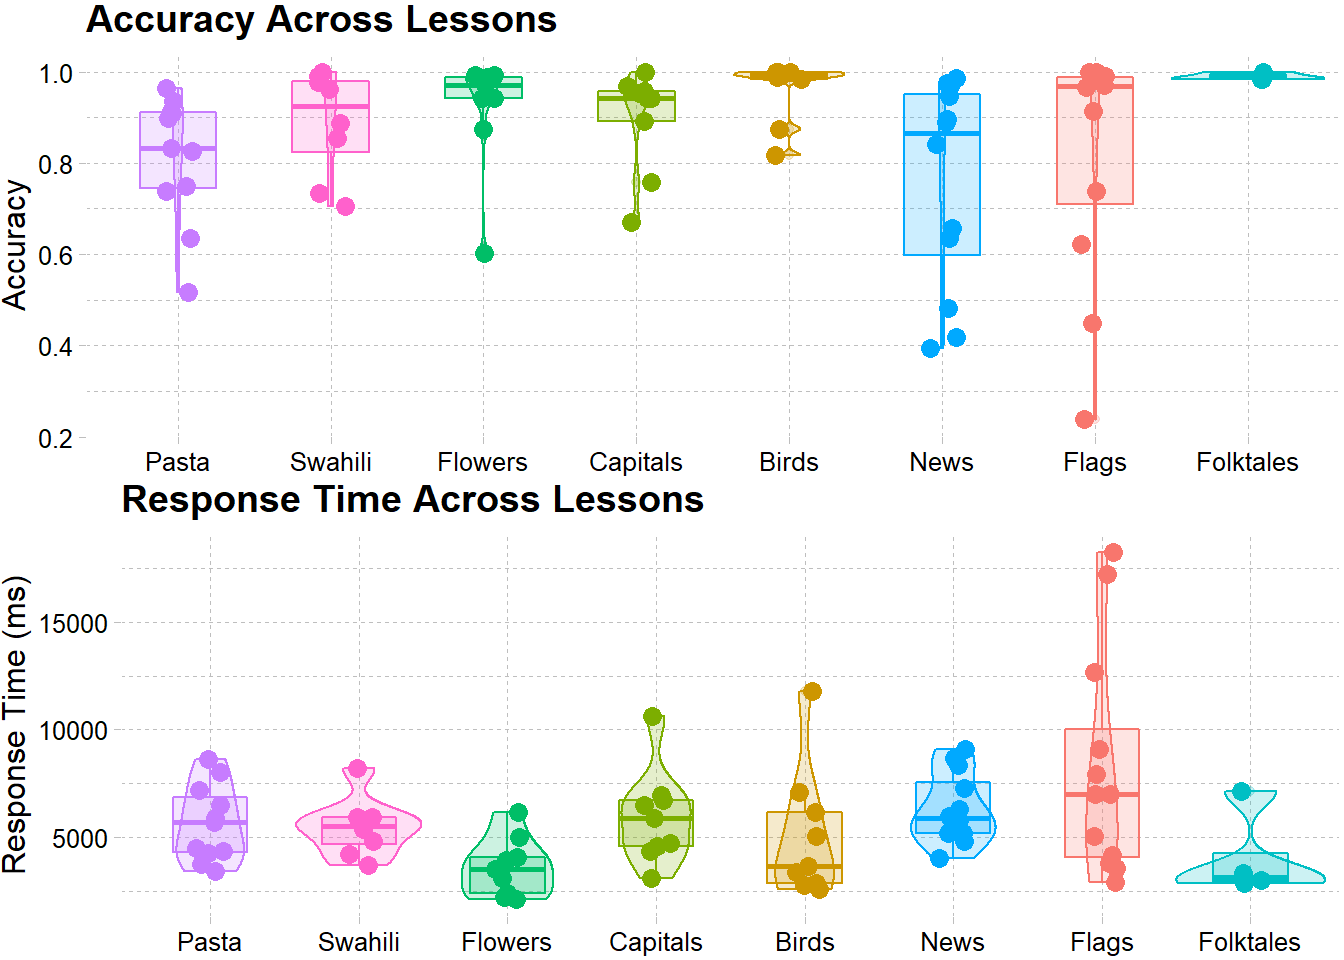 Accuracy Across Lessons
Accuracy
1.0
0.8
0.6
0.4
0.2
Pasta Swahili Flowers Capitals Birds News Flags Folktales
Response Time Across Lessons
Response Time (ms)
15000
10000
5000
Pasta Swahili Flowers Capitals Birds News Flags Folktales